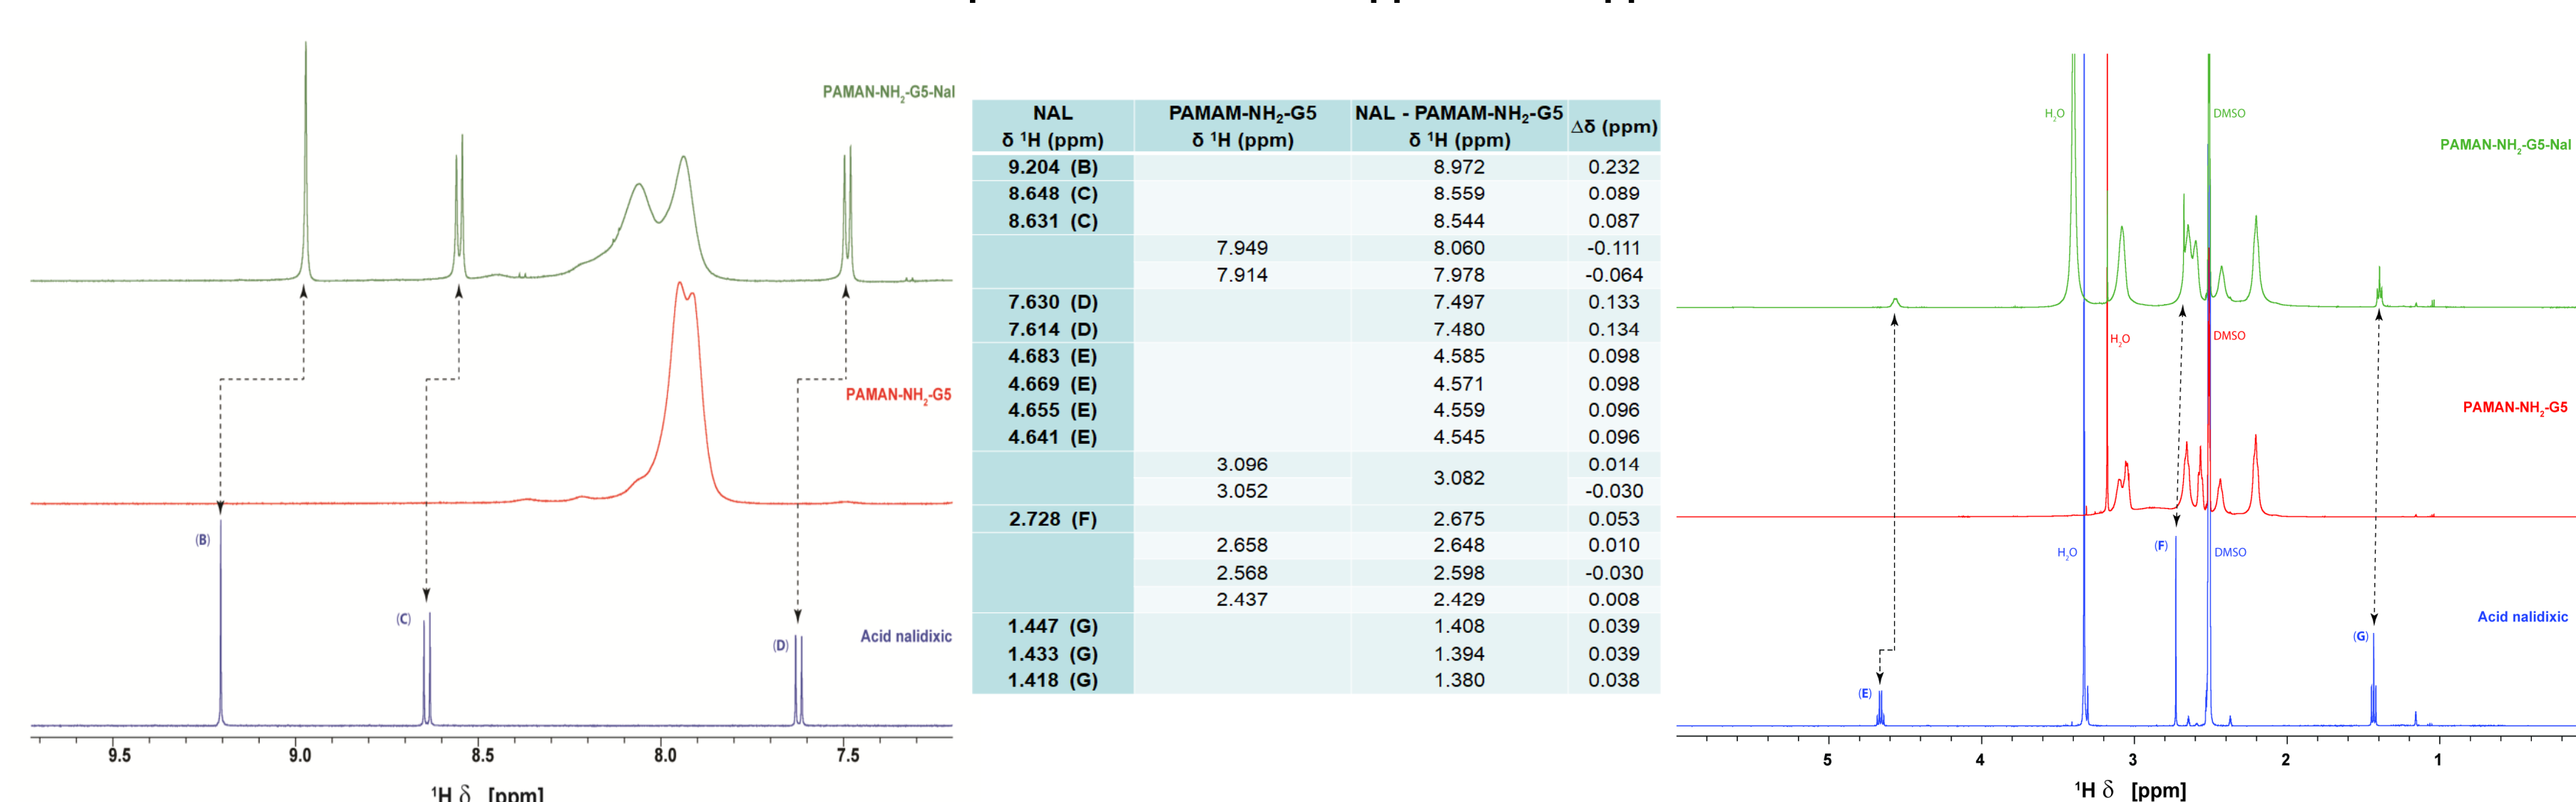 PAMAN-NH2-G5-Nal
PAMAN-NH2-G5
(B)
(C)
(D)
Acid nalidixic
9.5 9.0 8.5 8.0 7.5
¹H δ [ppm]
NAL PAMAM-NH2-G5 NAL - PAMAM-NH2-G5 Δδ (ppm)
δ ¹H (ppm) δ ¹H (ppm) δ ¹H (ppm)
9.204 (B) 8.972 0.232
8.648 (C) 8.559 0.089
8.631 (C) 8.544 0.087
7.949 8.060 -0.111
7.914 7.978 -0.064
7.630 (D) 7.497 0.133
7.614 (D) 7.480 0.134
4.683 (E) 4.585 0.098
4.669 (E) 4.571 0.098
4.655 (E) 4.559 0.096
4.641 (E) 4.545 0.096
3.096 3.082 0.014
3.052 -0.030
2.728 (F) 2.675 0.053
2.658 2.648 0.010
2.568 2.598 -0.030
2.437 2.429 0.008
1.447 (G) 1.408 0.039
1.433 (G) 1.394 0.039
1.418 (G) 1.380 0.038
H2O DMSO
PAMAN-NH2-G5-Nal
H2O DMSO
PAMAN-NH2-G5
H2O (F) DMSO
Acid nalidixic
(G)
(E)
5 4 3 2 1
¹H δ [ppm]